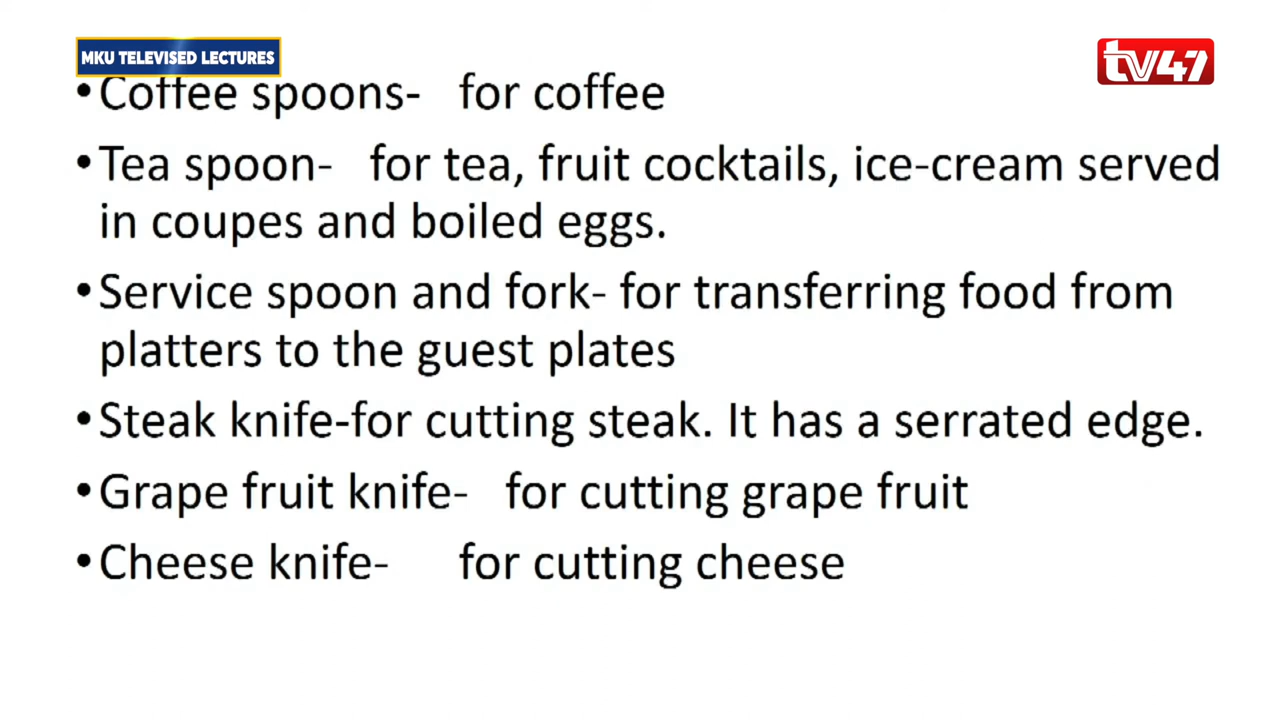 MKU TELEVISED LECTURES
tv47
•Coffee spoons- for coffee
•Tea spoon- for tea, fruit cocktails, ice-cream served
in coupes and boiled eggs.
•Service spoon and fork- for transferring food from
platters to the guest plates
•Steak knife-for cutting steak. It has a serrated edge.
•Grape fruit knife- for cutting grape fruit
•Cheese knife- for cutting cheese